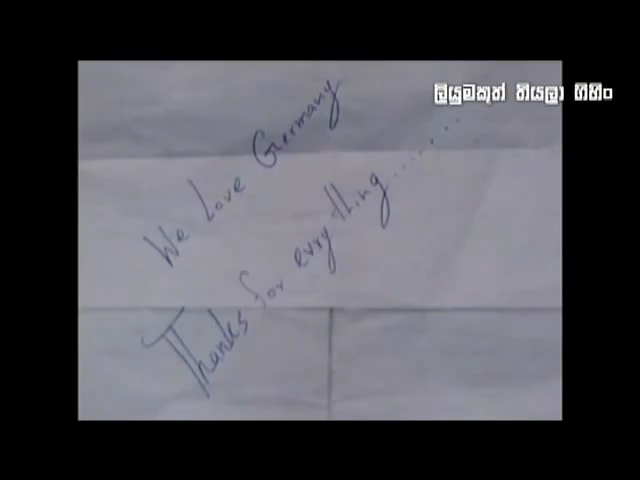 ලියුමකුත් තියලා ගිහිං
We Love Germany
Thanks for evry thing........